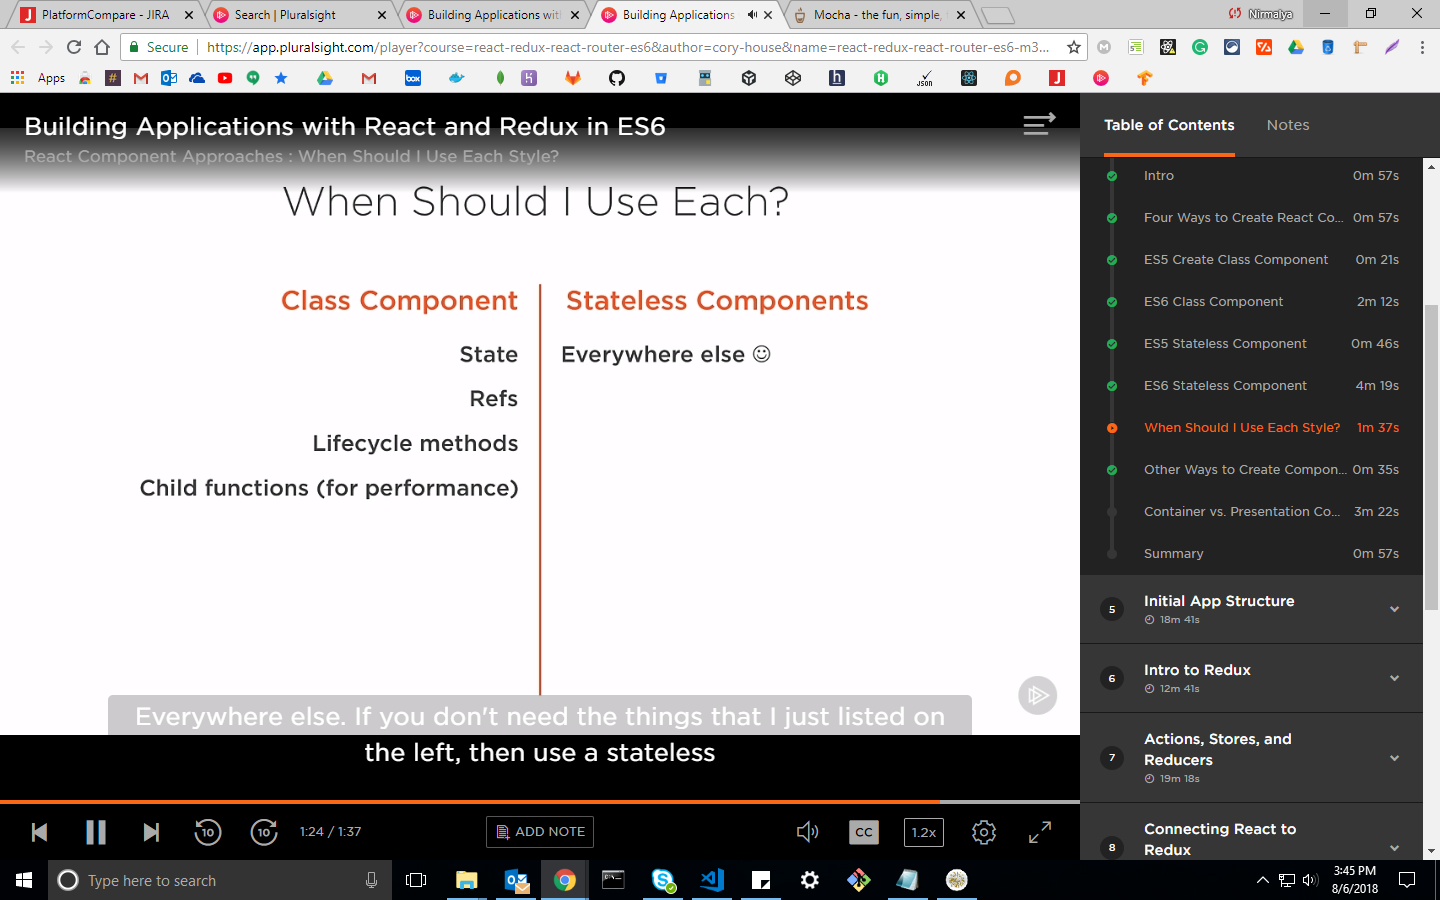 PlatformCompare - JIRA
Search | Pluralsight
Building Applications wit
Building Applications
Mocha - the fun, simple,
Nirmalya
Secure
https://app.pluralsight.com/player?course=react-redux-react-router-es6&author=cory-house&name=react-redux-react-router-es6-m3...
Apps
box
Building Applications with React and Redux in ES6
React Component Approaches : When Should I Use Each Style?
When Should I Use Each?
Class Component
Stateless Components
State
Everywhere else ☺
Refs
Lifecycle methods
Child functions (for performance)
Everywhere else. If you don't need the things that I just listed on
the left, then use a stateless
10
10
1:24 / 1:37
ADD NOTE
CC
1.2x
Table of Contents
Notes
Intro 0m 57s
Four Ways to Create React Co... 0m 57s
ES5 Create Class Component 0m 21s
ES6 Class Component 2m 12s
ES5 Stateless Component 0m 46s
ES6 Stateless Component 4m 19s
When Should I Use Each Style? 1m 37s
Other Ways to Create Compon... 0m 35s
Container vs. Presentation Co... 3m 22s
Summary 0m 57s
5 Initial App Structure
18m 41s
6 Intro to Redux
12m 41s
Actions, Stores, and
7 Reducers
19m 18s
Connecting React to
8 Redux
Type here to search
3:45 PM
8/6/2018